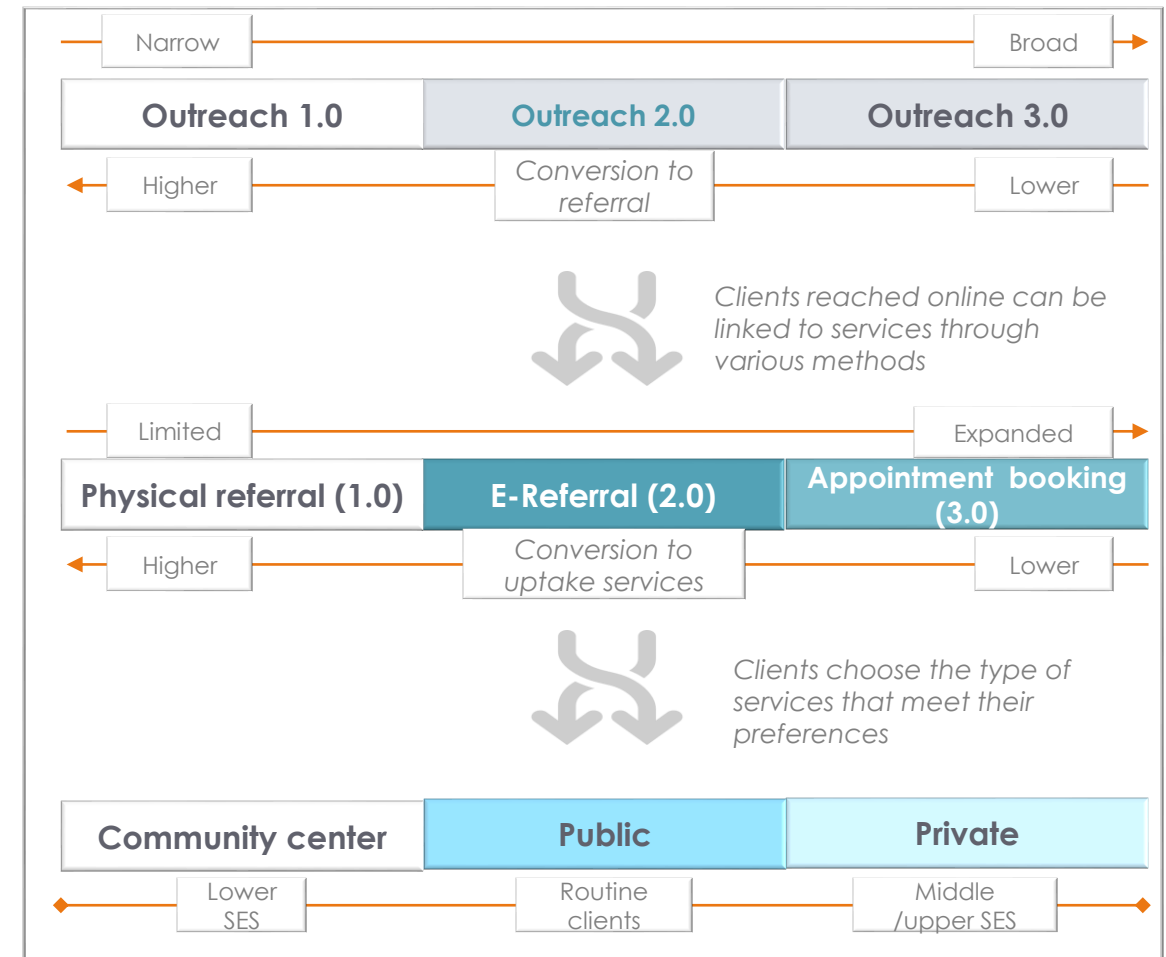 Narrow
Broad
Outreach 1.0
Outreach 2.0
Outreach 3.0
Higher
Conversion to
referral
Lower
Clients reached online can be
linked to services through
various methods
Limited
Expanded
Physical referral (1.0)
E-Referral (2.0)
Appointment booking
(3.0)
Higher
Conversion to
uptake services
Lower
Clients choose the type of
services that meet their
preferences
Community center
Public
Private
Lower
SES
Routine
clients
Middle
/upper SES